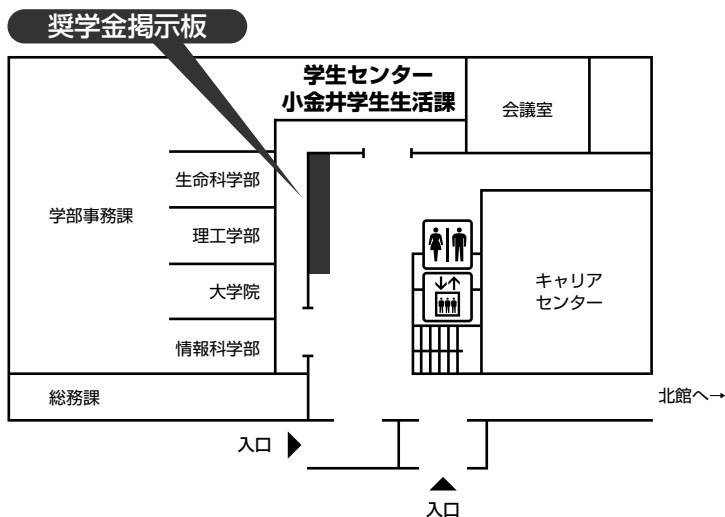 奨学金掲示板
学生センター
小金井学生生活課
会議室
生命科学部
学部事務課
理工学部
大学院
情報科学部
キャリア
センター
総務課
北館へ→
入口
入口